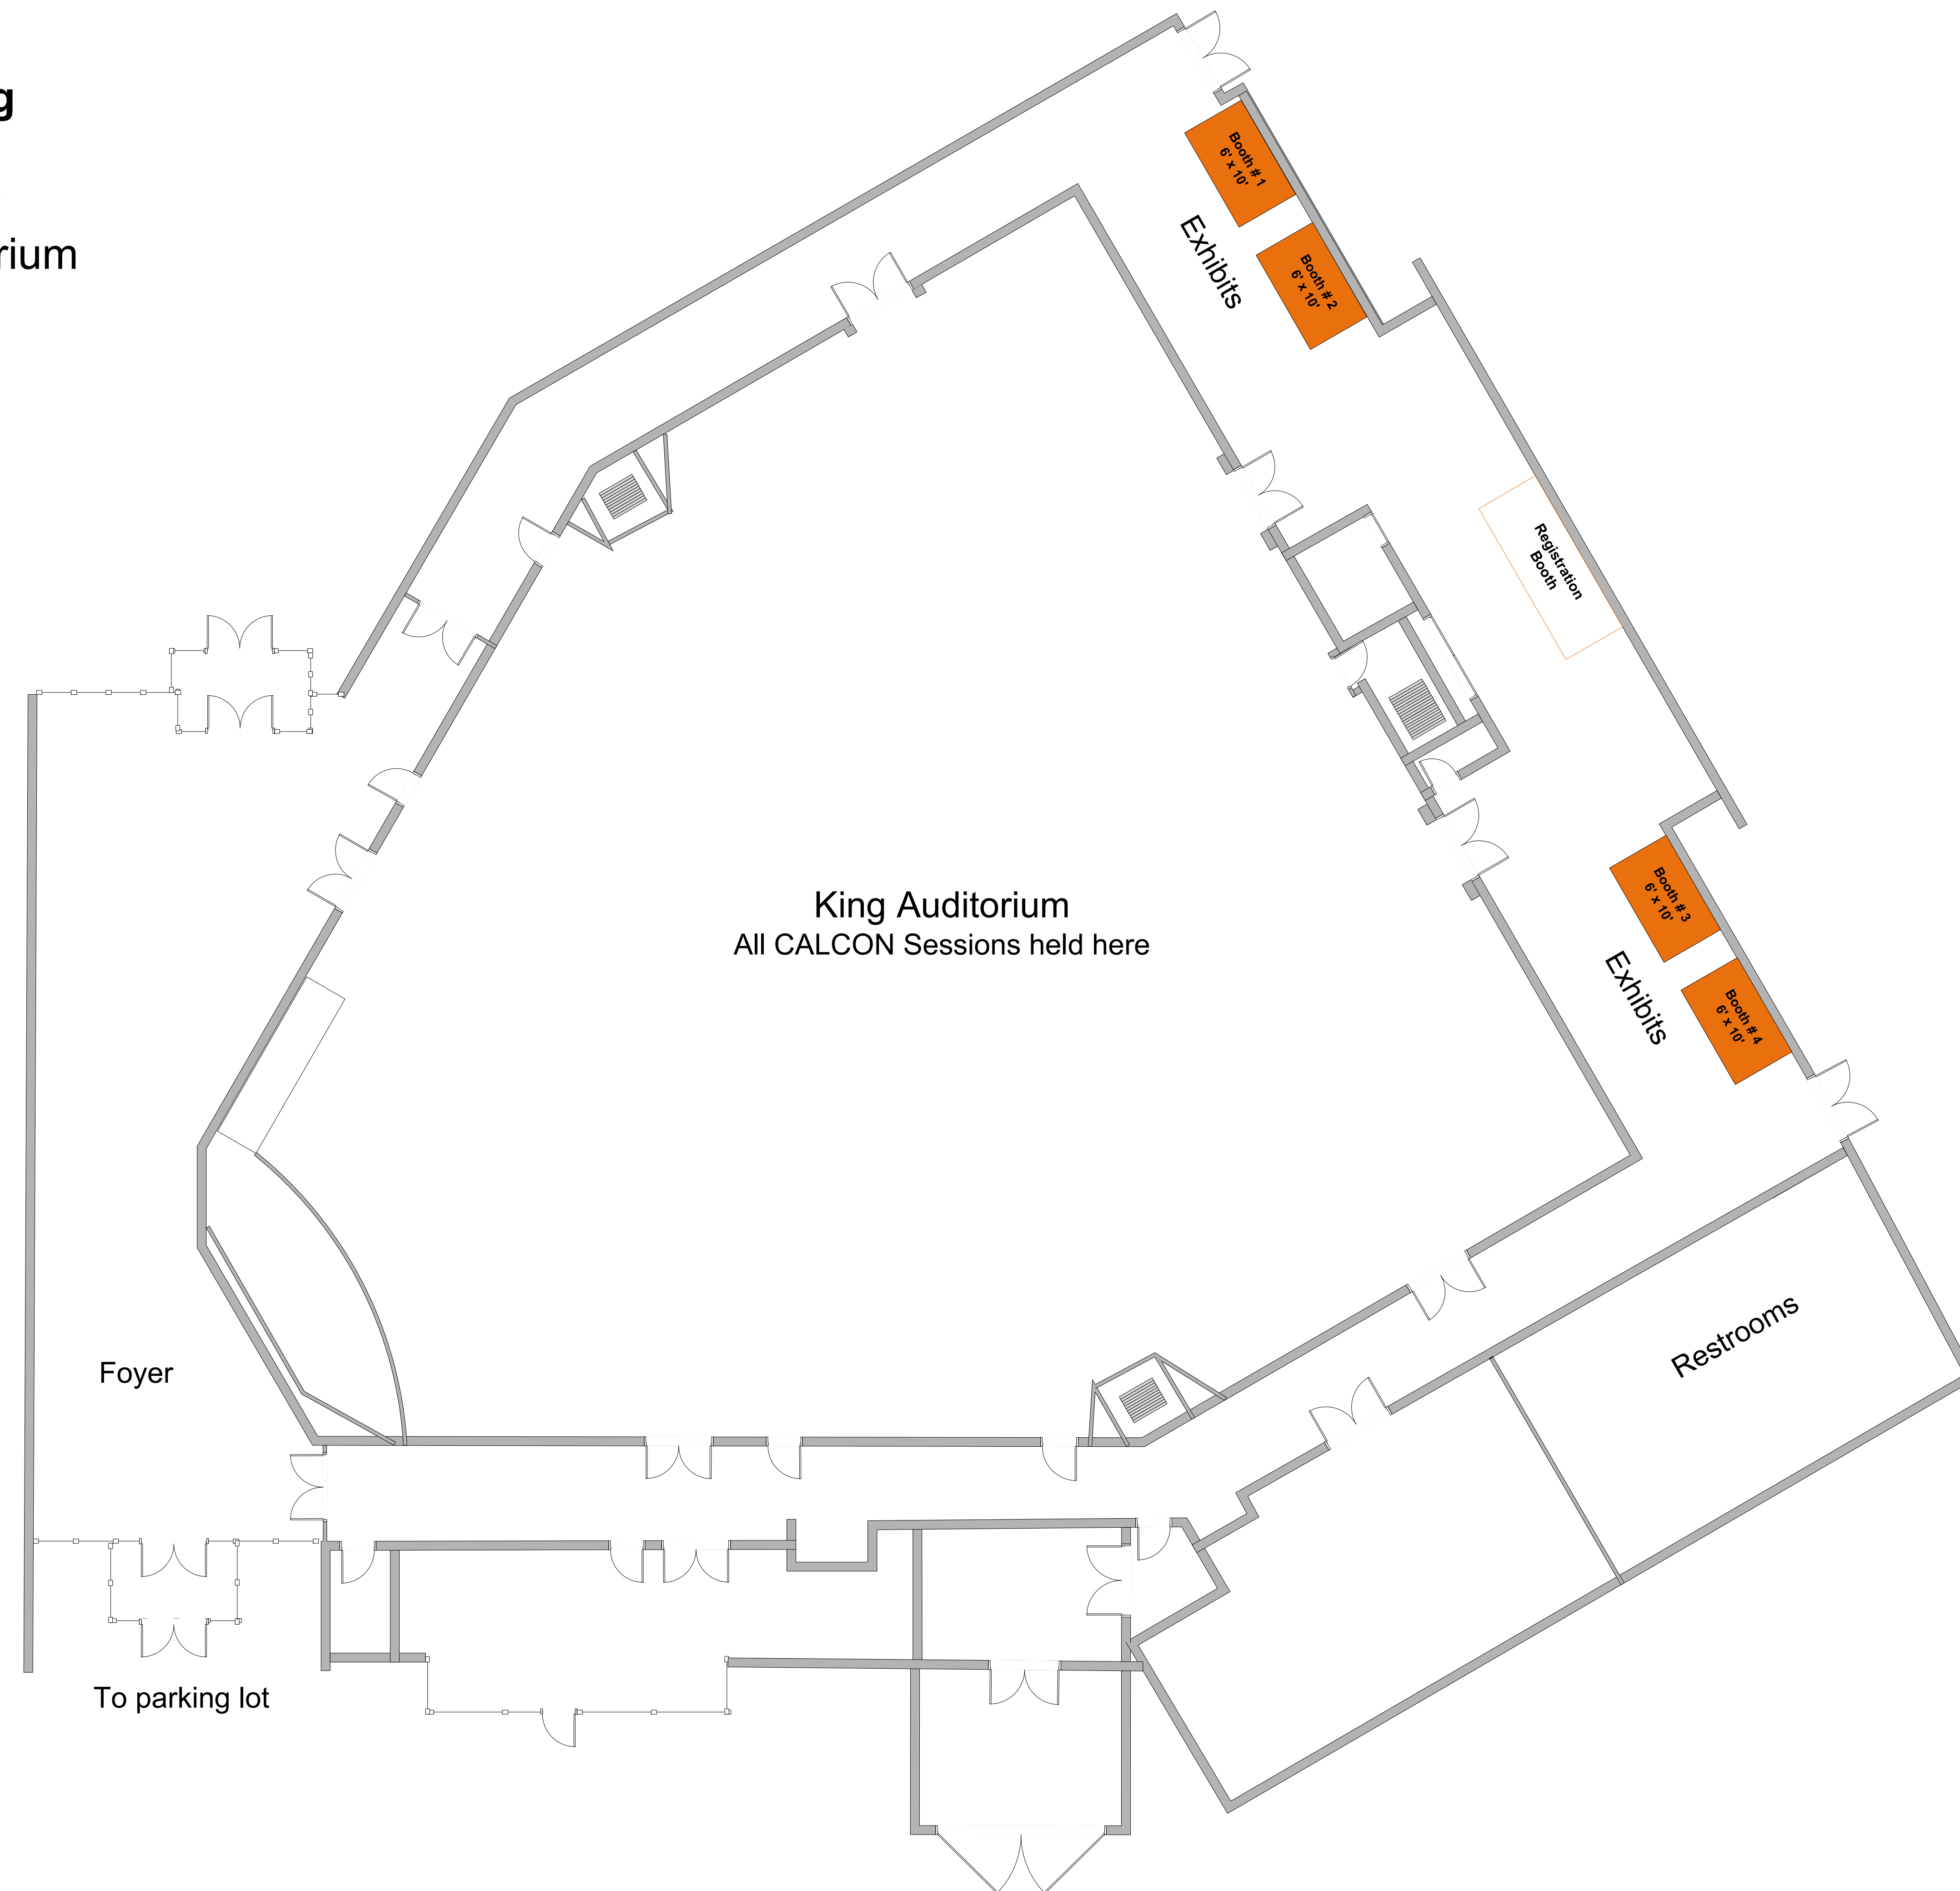 g
rium
Booth # 1
6' x 10'
Exhibits
Booth # 2
6' x 10'
Registration
Booth
King Auditorium
All CALCON Sessions held here
Booth # 3
6' x 10'
Exhibits
Booth # 4
6' x 10'
Restrooms
Foyer
To parking lot